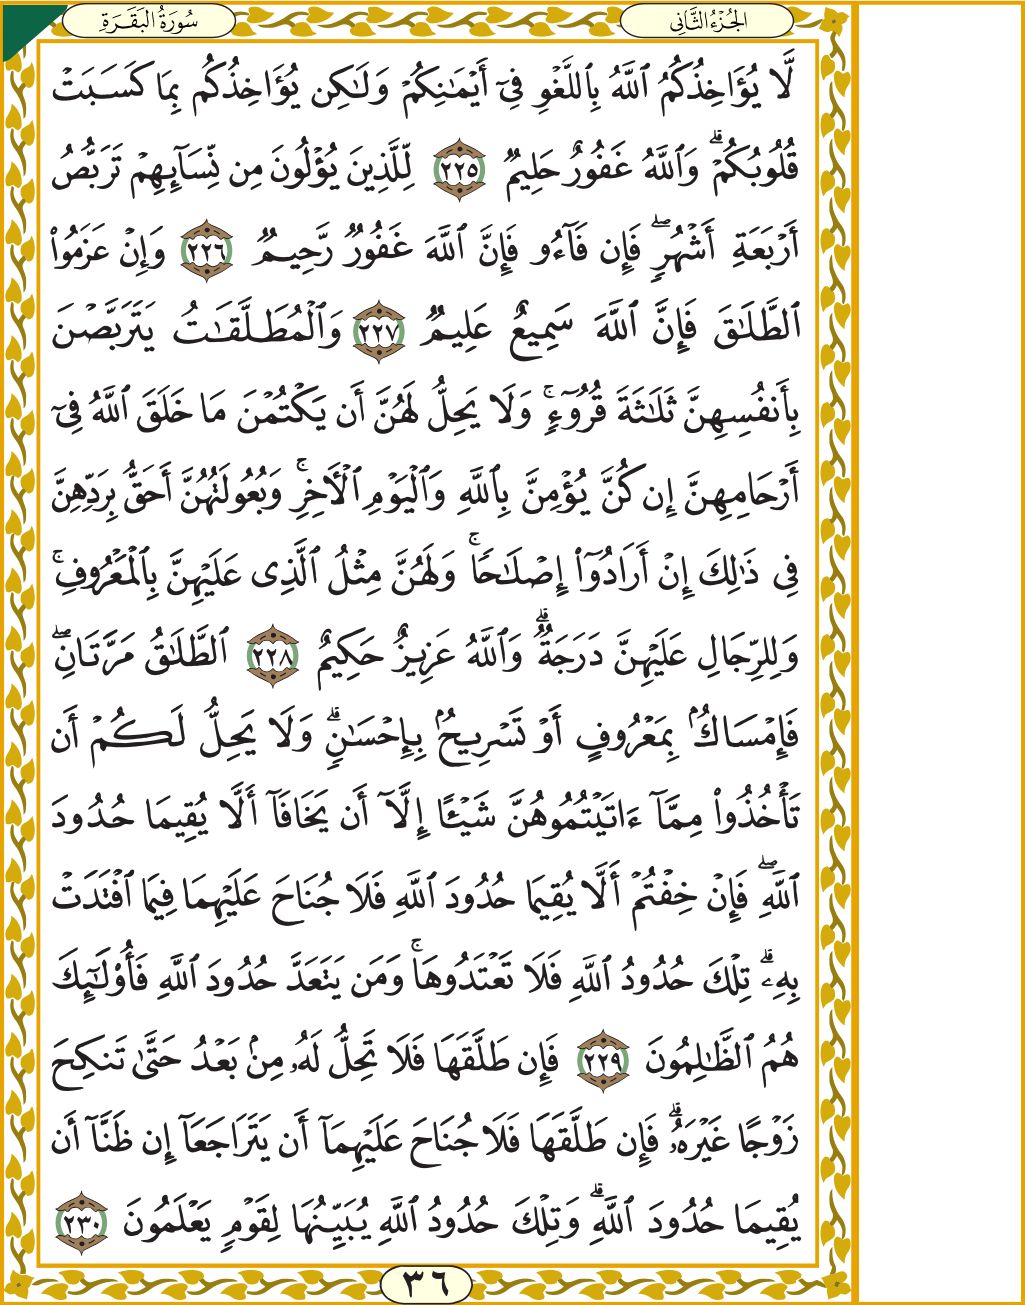 سُورَةُ البَقَرَةِ
الجُزْءُ الثَّانِي
لَّا يُؤَاخِذُكُمُ ٱللَّهُ بِٱللَّغْوِ فِىٓ أَيْمَـٰنِكُمْ وَلَـٰكِن يُؤَاخِذُكُم بِمَا كَسَبَتْ
قُلُوبُكُمْ ۗ وَٱللَّهُ غَفُورٌ حَلِيمٌ ٢٢٥ لِّلَّذِينَ يُؤْلُونَ مِن نِّسَآئِهِمْ تَرَبُّصُ
أَرْبَعَةِ أَشْهُرٍ ۖ فَإِن فَآءُو فَإِنَّ ٱللَّهَ غَفُورٌ رَّحِيمٌ ٢٢٦ وَإِنْ عَزَمُوا۟
ٱلطَّلَـٰقَ فَإِنَّ ٱللَّهَ سَمِيعٌ عَلِيمٌ ٢٢٧ وَٱلْمُطَلَّقَـٰتُ يَتَرَبَّصْنَ
بِأَنفُسِهِنَّ ثَلَـٰثَةَ قُرُوٓءٍ ۚ وَلَا يَحِلُّ لَهُنَّ أَن يَكْتُمْنَ مَا خَلَقَ ٱللَّهُ فِىٓ
أَرْحَامِهِنَّ إِن كُنَّ يُؤْمِنَّ بِٱللَّهِ وَٱلْيَوْمِ ٱلْـَٔاخِرِ ۚ وَبُعُولَتُهُنَّ أَحَقُّ بِرَدِّهِنَّ
فِى ذَٰلِكَ إِنْ أَرَادُوٓا۟ إِصْلَـٰحًا ۚ وَلَهُنَّ مِثْلُ ٱلَّذِى عَلَيْهِنَّ بِٱلْمَعْرُوفِ ۚ
وَلِلرِّجَالِ عَلَيْهِنَّ دَرَجَةٌ ۗ وَٱللَّهُ عَزِيزٌ حَكِيمٌ ٢٢٨ ٱلطَّلَـٰقُ مَرَّتَانِ ۖ
فَإِمْسَاكٌۢ بِمَعْرُوفٍ أَوْ تَسْرِيحٌۢ بِإِحْسَـٰنٍ ۗ وَلَا يَحِلُّ لَكُمْ أَن
تَأْخُذُوا۟ مِمَّآ ءَاتَيْتُمُوهُنَّ شَيْـًٔا إِلَّآ أَن يَخَافَآ أَلَّا يُقِيمَا حُدُودَ
ٱللَّهِ ۖ فَإِنْ خِفْتُمْ أَلَّا يُقِيمَا حُدُودَ ٱللَّهِ فَلَا جُنَاحَ عَلَيْهِمَا فِيمَا ٱفْتَدَتْ
بِهِۦ ۗ تِلْكَ حُدُودُ ٱللَّهِ فَلَا تَعْتَدُوهَا ۚ وَمَن يَتَعَدَّ حُدُودَ ٱللَّهِ فَأُو۟لَـٰٓئِكَ
هُمُ ٱلظَّـٰلِمُونَ ٢٢٩ فَإِن طَلَّقَهَا فَلَا تَحِلُّ لَهُۥ مِنۢ بَعْدُ حَتَّىٰ تَنكِحَ
زَوْجًا غَيْرَهُۥ ۗ فَإِن طَلَّقَهَا فَلَا جُنَاحَ عَلَيْهِمَآ أَن يَتَرَاجَعَآ إِن ظَنَّآ أَن
يُقِيمَا حُدُودَ ٱللَّهِ ۗ وَتِلْكَ حُدُودُ ٱللَّهِ يُبَيِّنُهَا لِقَوْمٍ يَعْلَمُونَ ٢٣٠
٣٦